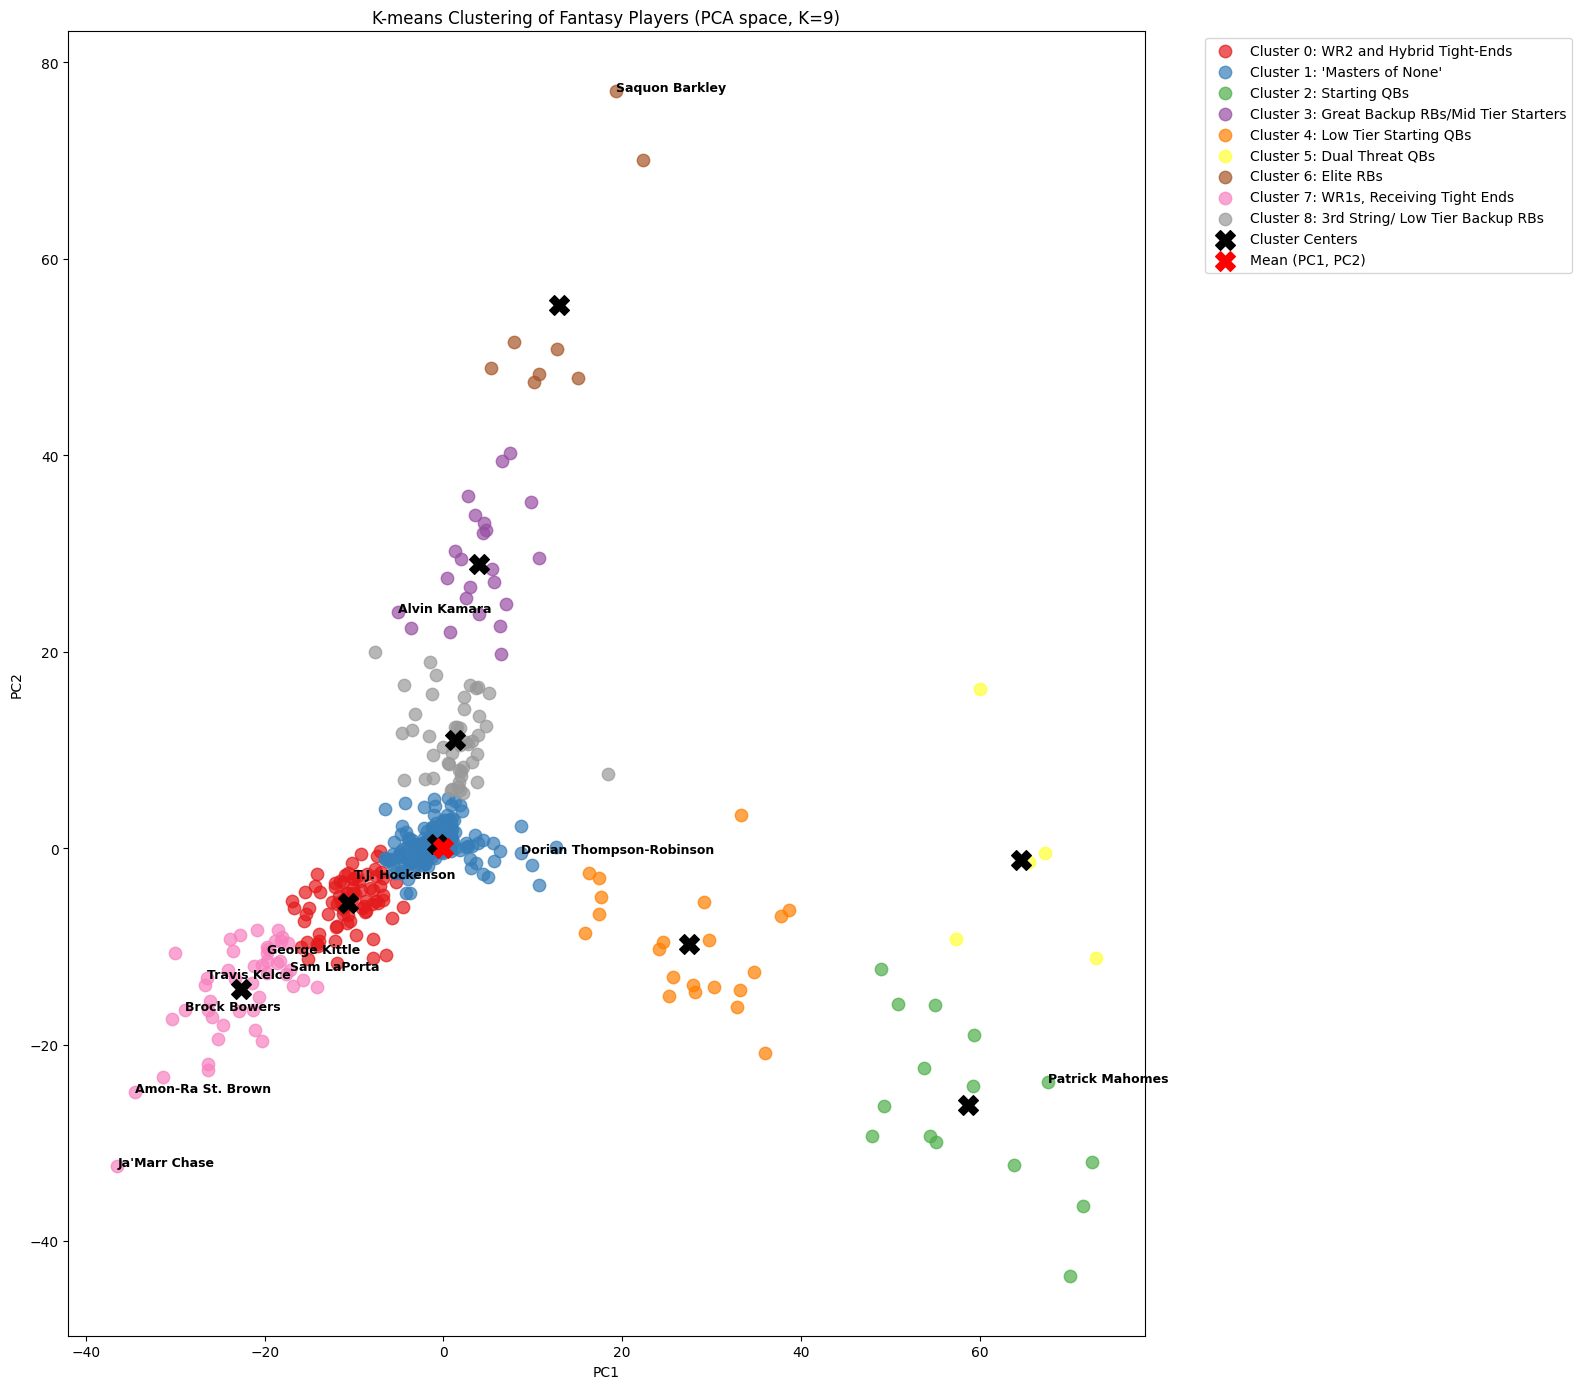 K-means Clustering of Fantasy Players (PCA space, K=9)
Cluster 0: WR2 and Hybrid Tight-Ends
Cluster 1: 'Masters of None'
Cluster 2: Starting QBs
Cluster 3: Great Backup RBs/Mid Tier Starters
Cluster 4: Low Tier Starting QBs
Cluster 5: Dual Threat QBs
Cluster 6: Elite RBs
Cluster 7: WR1s, Receiving Tight Ends
Cluster 8: 3rd String/ Low Tier Backup RBs
Cluster Centers
Mean (PC1, PC2)
80
60
40
20
0
−20
−40
PC2
Saquon Barkley
Alvin Kamara
Dorian Thompson-Robinson
T.J. Hockenson
George Kittle
Sam LaPorta
Travis Kelce
Brock Bowers
Amon-Ra St. Brown
Patrick Mahomes
Ja'Marr Chase
−40
−20
0
20
40
60
PC1